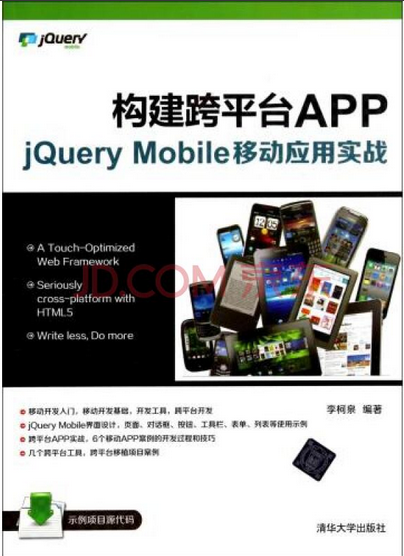 jQuery
mobile
构建跨平台APP
jQuery Mobile移动应用实战
A Touch-Optimized
Web Framework
Seriously
cross-platform with
HTML5
Write less, Do more
JD.COM 京东
移动开发入门，移动开发基础，开发工具，跨平台开发
jQuery Mobile界面设计，页面、对话框、按钮、工具栏、表单、列表等使用示例
跨平台APP实战，6个移动APP案例的开发过程和技巧
几个跨平台工具，跨平台移植项目案例
李柯泉 编著
示例项目源代码
清华大学出版社